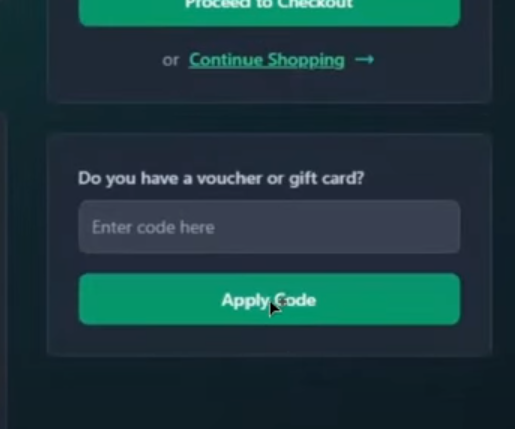 Proceed to Checkout
or Continue Shopping →
Do you have a voucher or gift card?
Enter code here
Apply Code